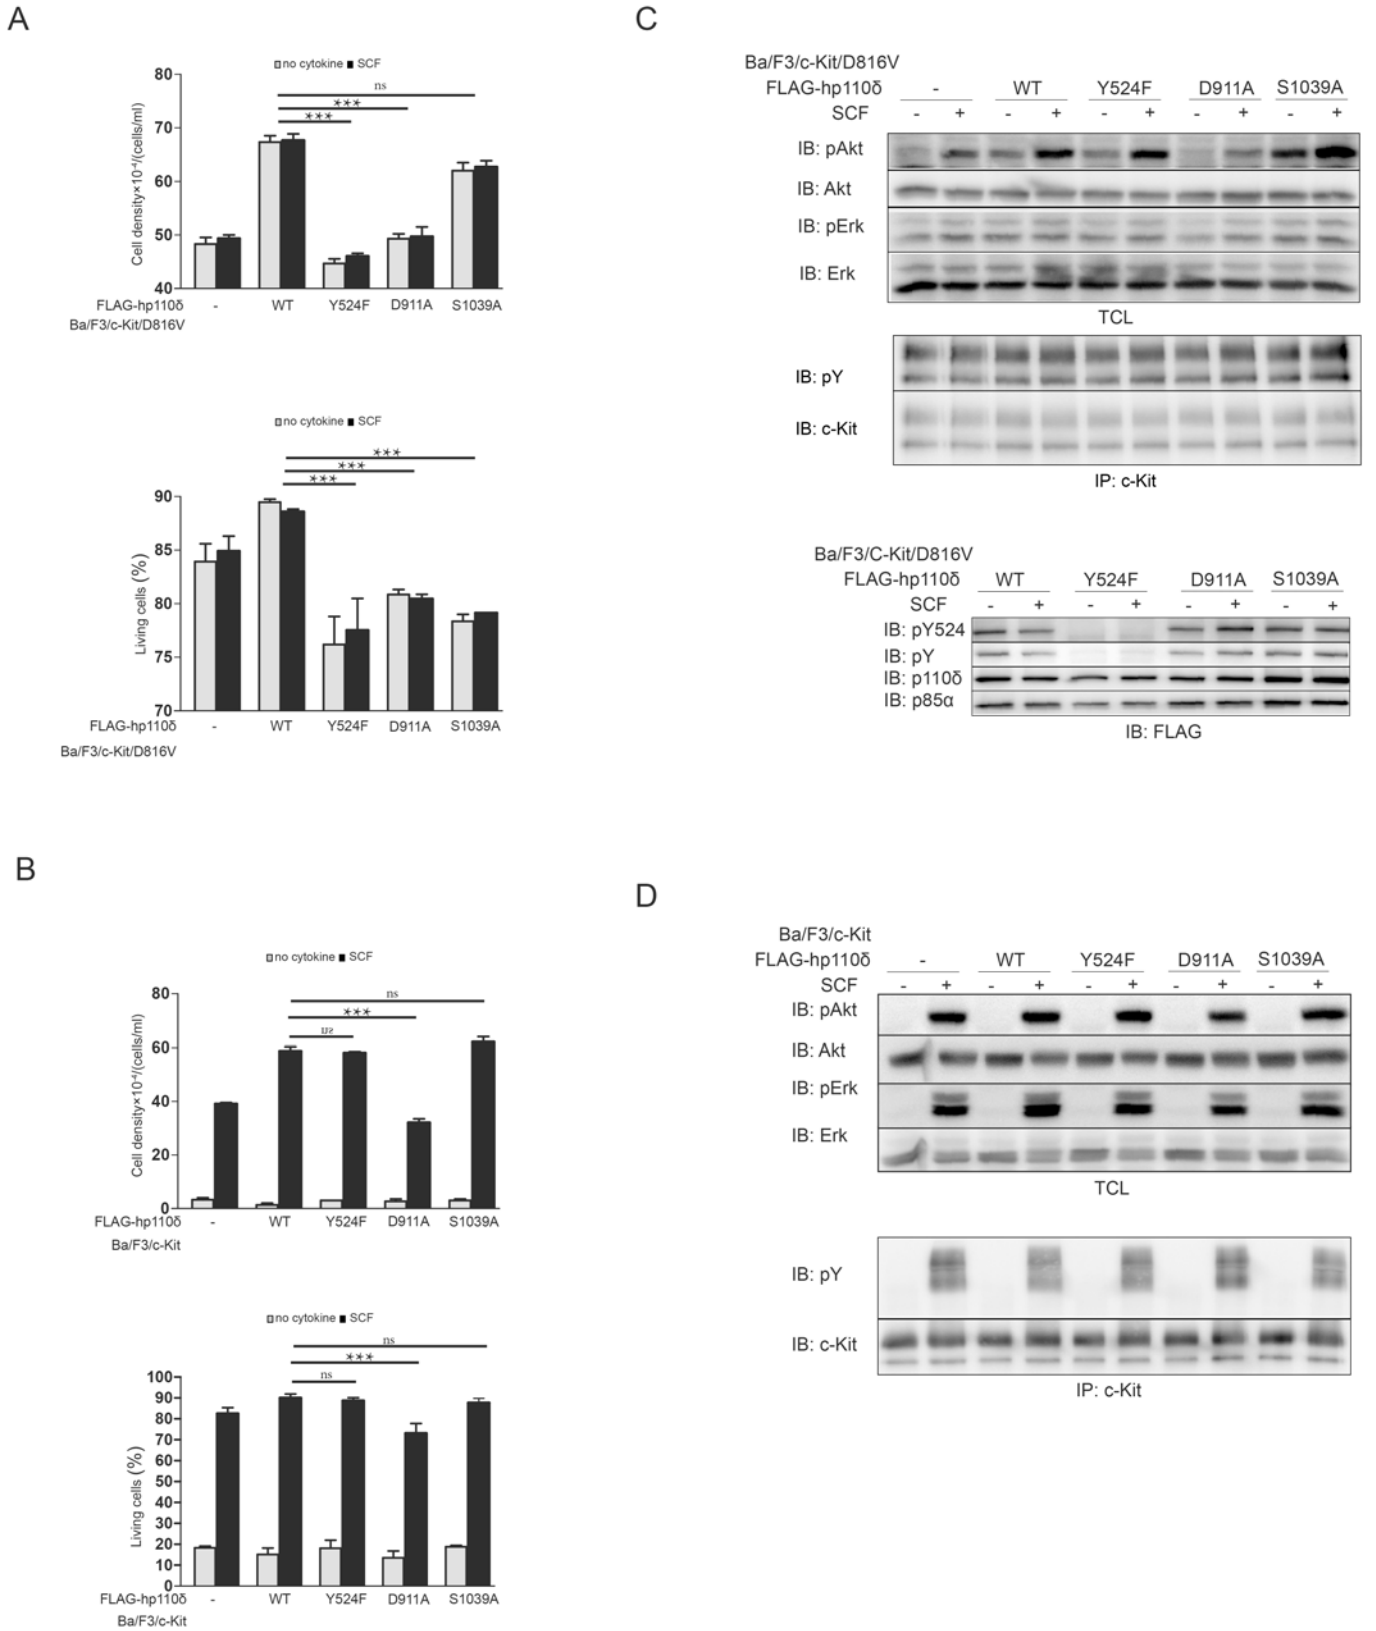 A
no cytokine SCF
ns
***
***
80
70
60
50
40
Cell density×10⁻⁴/(cells/ml)
FLAG-hp110δ - WT Y524F D911A S1039A
Ba/F3/c-Kit/D816V
no cytokine SCF
***
***
***
90
85
80
75
70
Living cells (%)
FLAG-hp110δ - WT Y524F D911A S1039A
Ba/F3/c-Kit/D816V
B
no cytokine SCF
ns
***
ns
80
60
40
20
0
Cell density×10⁻⁴/(cells/ml)
FLAG-hp110δ - WT Y524F D911A S1039A
Ba/F3/c-Kit
no cytokine SCF
ns
***
ns
100
90
80
70
60
50
40
30
20
10
0
Living cells (%)
FLAG-hp110δ - WT Y524F D911A S1039A
Ba/F3/c-Kit
C
Ba/F3/c-Kit/D816V
FLAG-hp110δ - WT Y524F D911A S1039A
SCF - + - + - + - + - +
IB: pAkt
IB: Akt
IB: pErk
IB: Erk
TCL
IB: pY
IB: c-Kit
IP: c-Kit
Ba/F3/C-Kit/D816V
FLAG-hp110δ WT Y524F D911A S1039A
SCF - + - + - + - +
IB: pY524
IB: pY
IB: p110δ
IB: p85α
IB: FLAG
D
Ba/F3/c-Kit
FLAG-hp110δ - WT Y524F D911A S1039A
SCF - + - + - + - + - +
IB: pAkt
IB: Akt
IB: pErk
IB: Erk
TCL
IB: pY
IB: c-Kit
IP: c-Kit